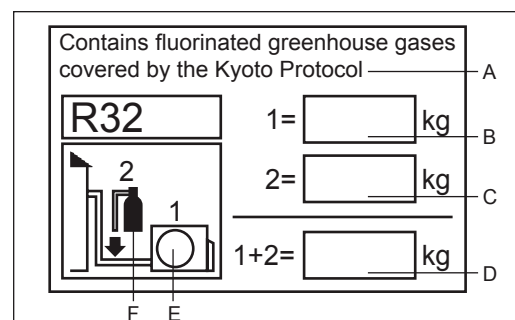 Contains fluorinated greenhouse gases
covered by the Kyoto Protocol
A
R32
1= kg
B
2
2= kg
C
1
1+2= kg
D
F E